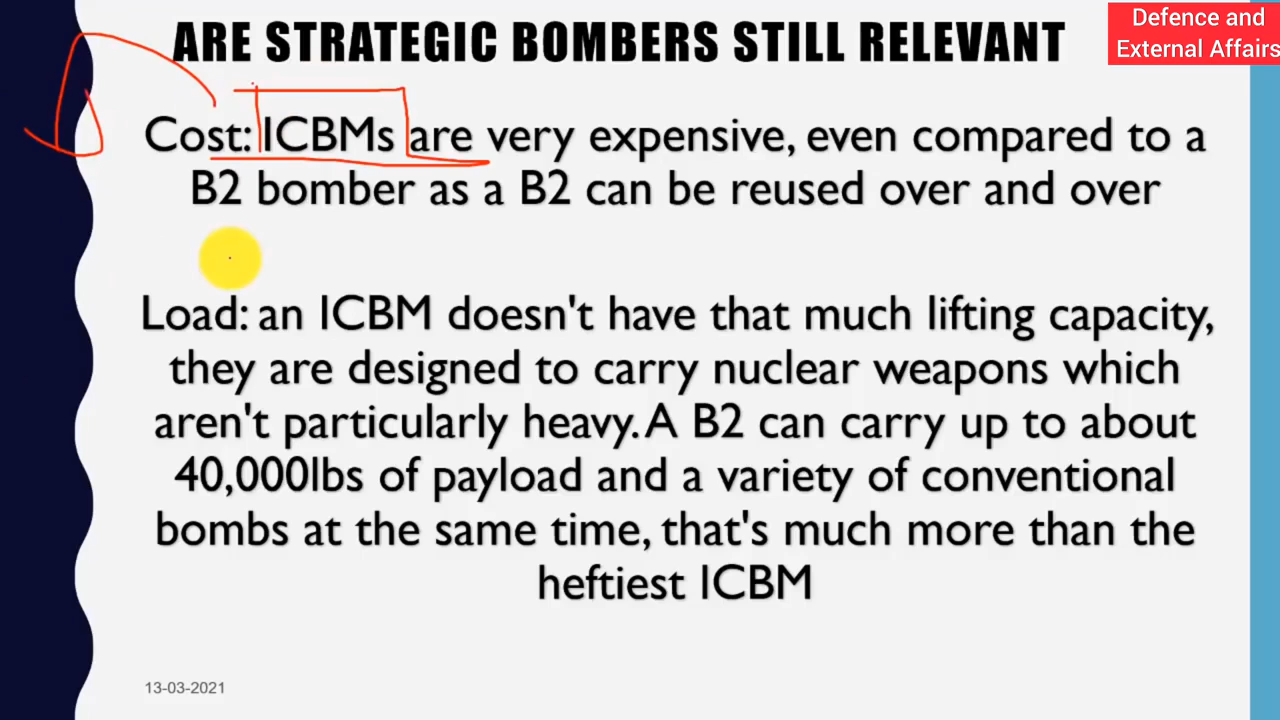 ARE STRATEGIC BOMBERS STILL RELEVANT
Defence and
External Affairs
Cost: ICBMs are very expensive, even compared to a
B2 bomber as a B2 can be reused over and over
Load: an ICBM doesn't have that much lifting capacity,
they are designed to carry nuclear weapons which
aren't particularly heavy. A B2 can carry up to about
40,000lbs of payload and a variety of conventional
bombs at the same time, that's much more than the
heftiest ICBM
13-03-2021